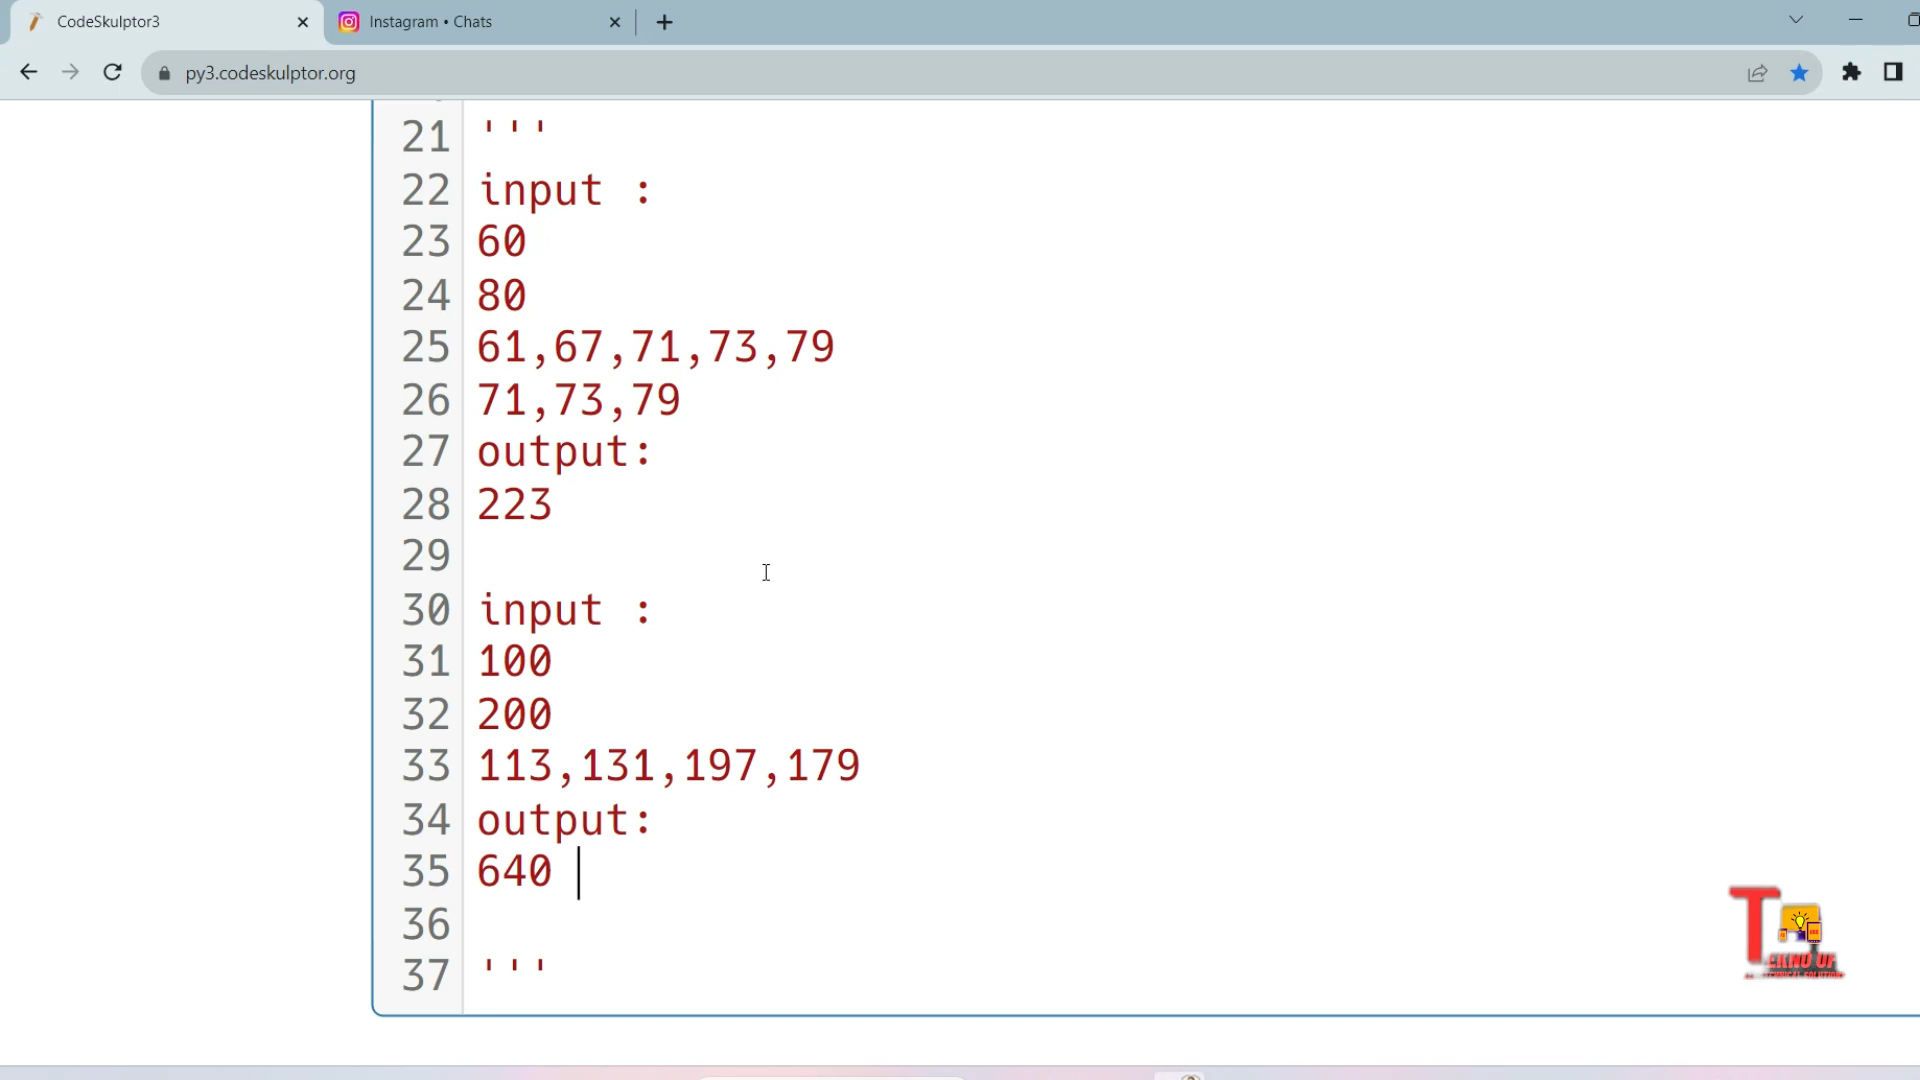 CodeSkulptor3
Instagram • Chats
py3.codeskulptor.org
21 '''
22 input :
23 60
24 80
25 61,67,71,73,79
26 71,73,79
27 output:
28 223
29
30 input :
31 100
32 200
33 113,131,197,179
34 output:
35 640
36
37 '''